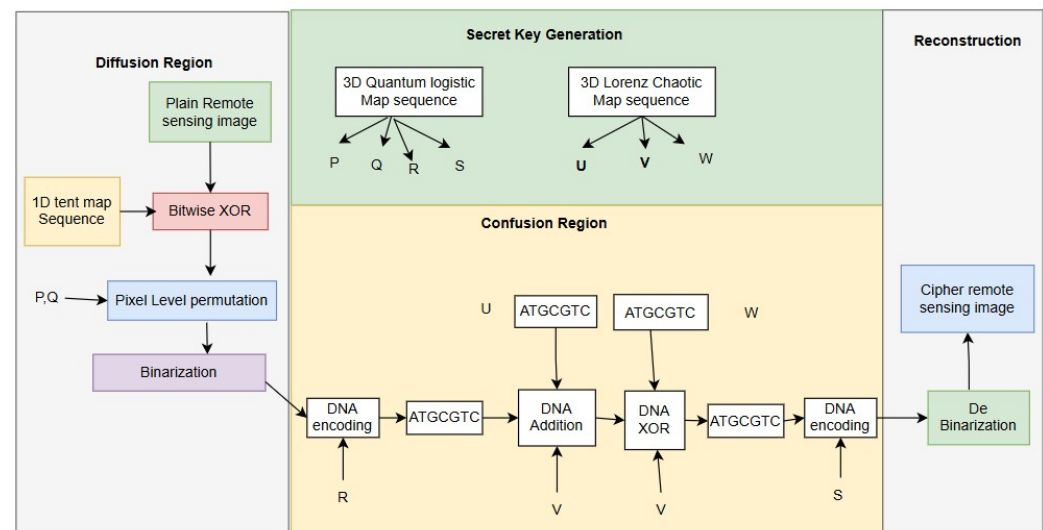 Diffusion Region
Plain Remote
sensing image
1D tent map
Sequence
Bitwise XOR
P,Q
Pixel Level permutation
Binarization
Secret Key Generation
3D Quantum logistic
Map sequence
P
Q
R
S
3D Lorenz Chaotic
Map sequence
U
V
W
Confusion Region
U
ATGCGTC
ATGCGTC
W
DNA
encoding
ATGCGTC
DNA
Addition
DNA
XOR
ATGCGTC
DNA
encoding
R
V
V
S
Reconstruction
Cipher remote
sensing image
De
Binarization